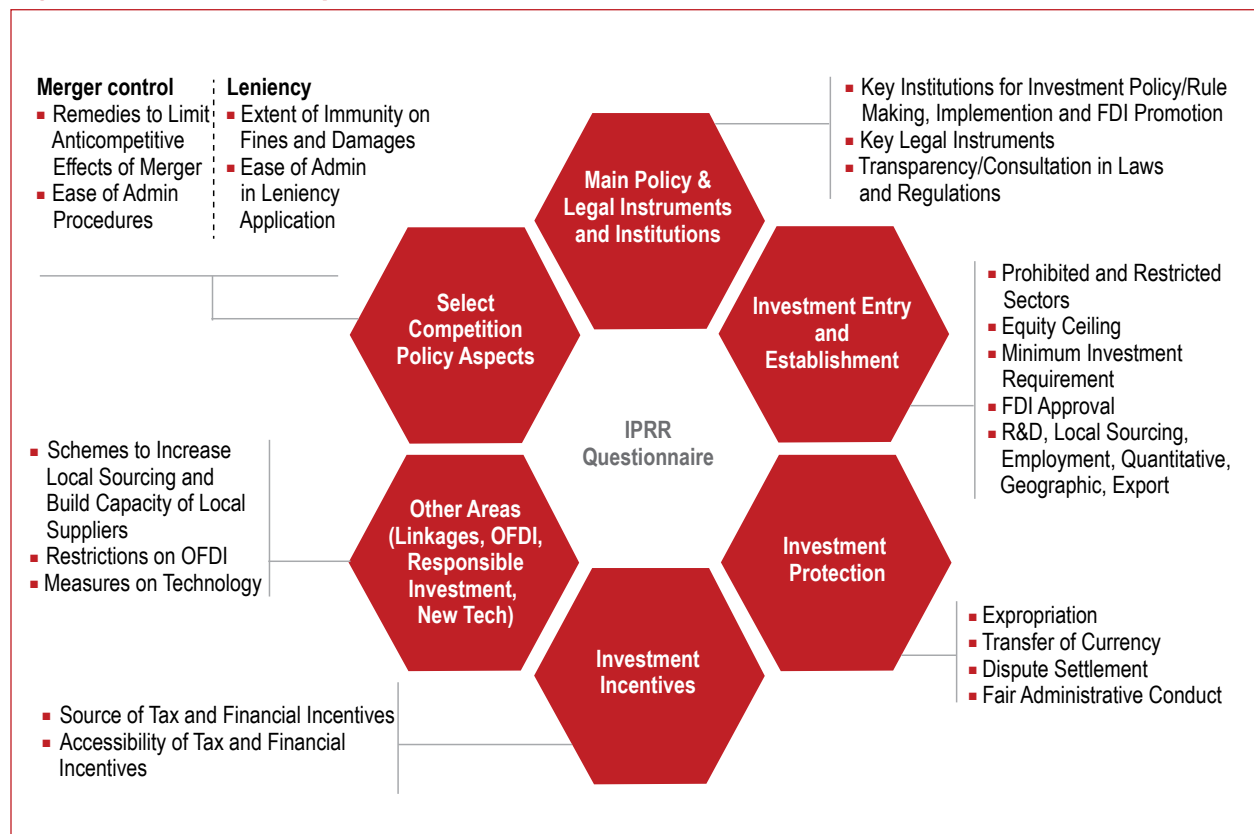 Merger control
Remedies to Limit
Anticompetitive
Effects of Merger
Ease of Admin
Procedures
Leniency
Extent of Immunity on
Fines and Damages
Ease of Admin
in Leniency
Application
Main Policy &
Legal Instruments
and Institutions
Key Institutions for Investment Policy/Rule
Making, Implemention and FDI Promotion
Key Legal Instruments
Transparency/Consultation in Laws
and Regulations
Select
Competition
Policy Aspects
Investment Entry
and
Establishment
Prohibited and Restricted
Sectors
Equity Ceiling
Minimum Investment
Requirement
FDI Approval
R&D, Local Sourcing,
Employment, Quantitative,
Geographic, Export
IPRR
Questionnaire
Schemes to Increase
Local Sourcing and
Build Capacity of Local
Suppliers
Restrictions on OFDI
Measures on Technology
Other Areas
(Linkages, OFDI,
Responsible
Investment,
New Tech)
Investment
Protection
Expropriation
Transfer of Currency
Dispute Settlement
Fair Administrative Conduct
Investment
Incentives
Source of Tax and Financial Incentives
Accessibility of Tax and Financial
Incentives